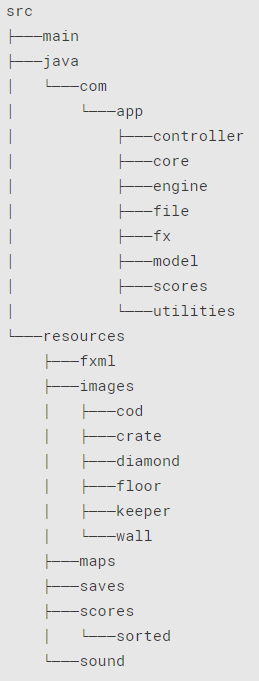 src
├───main
├───java
│   └───com
│       └───app
│           ├───controller
│           ├───core
│           ├───engine
│           ├───file
│           ├───fx
│           ├───model
│           ├───scores
│           └───utilities
└───resources
    ├───fxml
    ├───images
    │   ├───cod
    │   ├───crate
    │   ├───diamond
    │   ├───floor
    │   ├───keeper
    │   └───wall
    ├───maps
    ├───saves
    ├───scores
    │   └───sorted
    └───sound